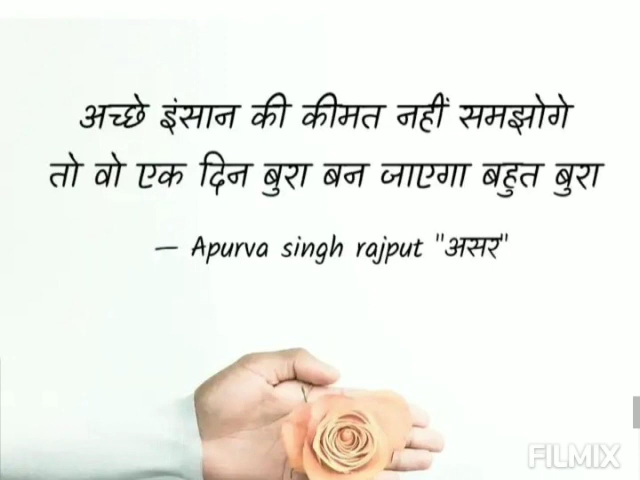 अच्छे इंसान की कीमत नहीं समझोगे
तो वो एक दिन बुरा बन जाएगा बहुत बुरा
— Apurva singh rajput "असर"
FILMIX